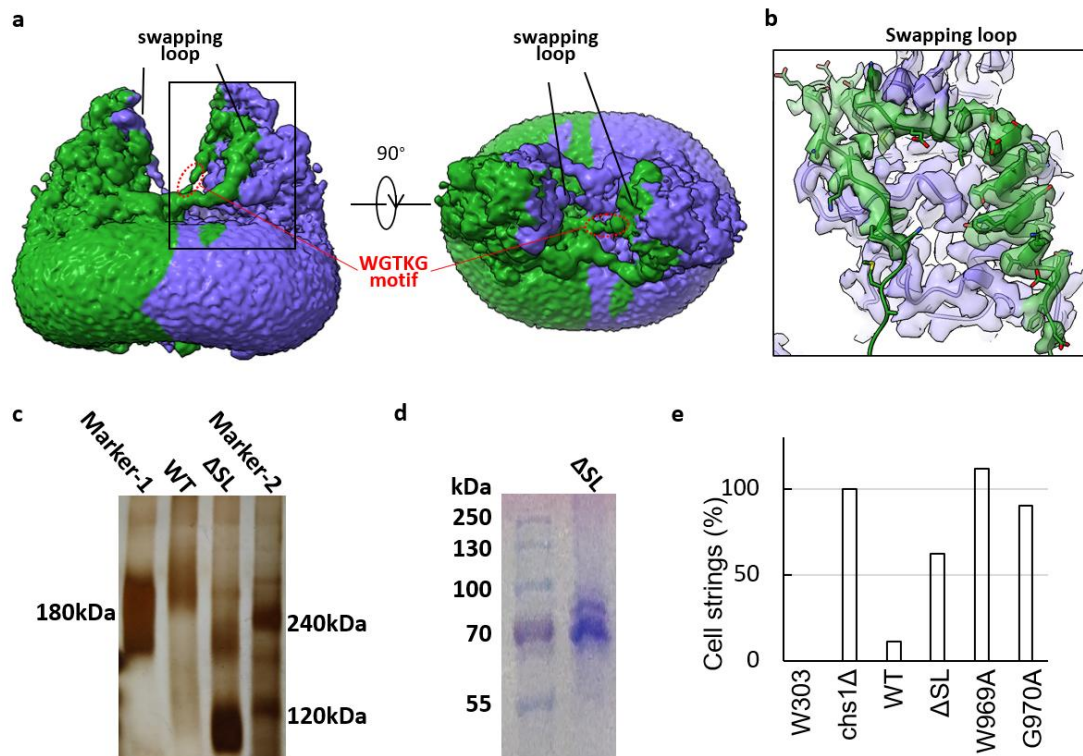 a
swapping
loop
swapping
loop
90°
WGTKG
motif
b
Swapping loop
c
Marker-1
WT
ΔSL
Marker-2
180kDa
240kDa
120kDa
d
ΔSL
kDa
250
130
100
70
55
e
Cell strings (%)
100
50
0
W303
chs1Δ
WT
ΔSL
W969A
G970A